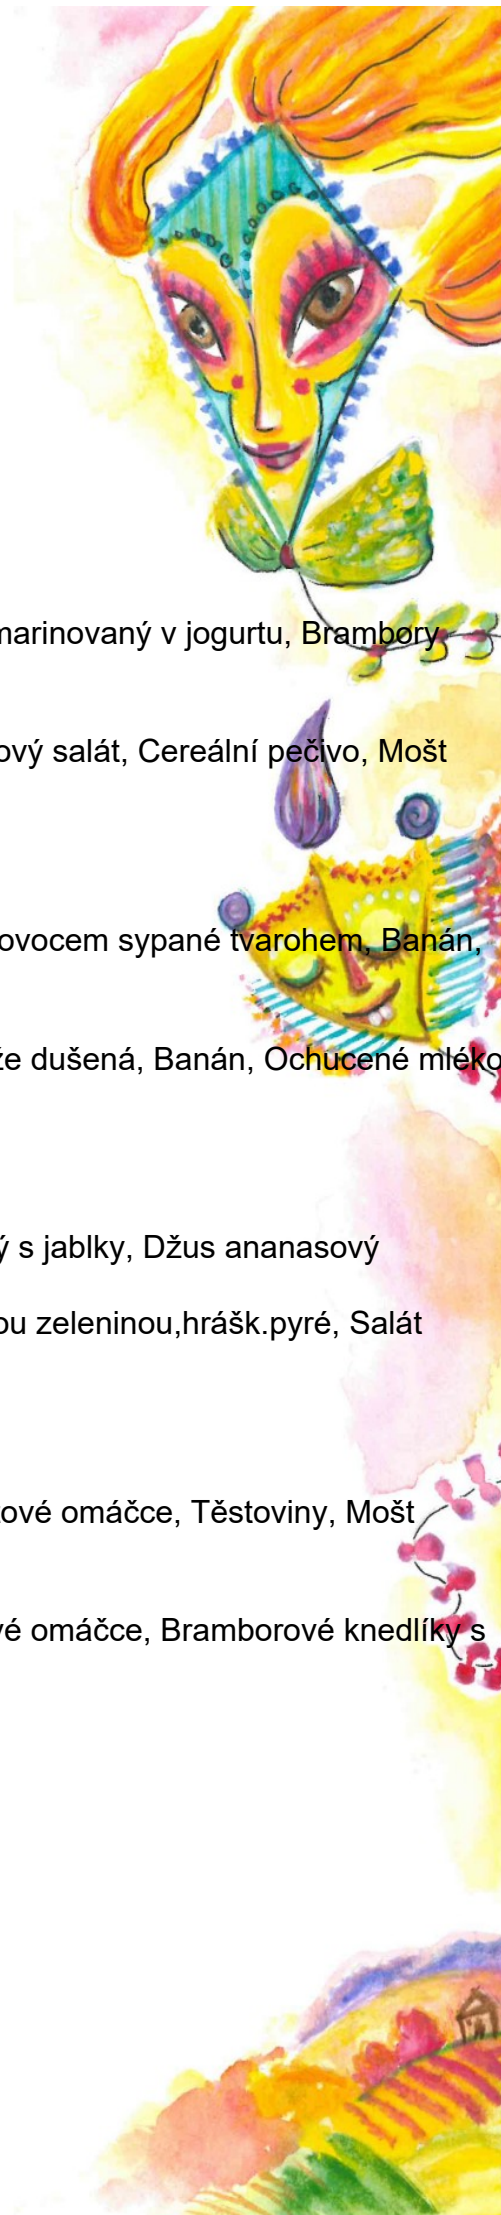 marinovaný v jogurtu, Brambory
ový salát, Cereální pečivo, Mošt
ovocem sypané tvarohem, Banán,
že dušená, Banán, Ochucené mléko
ý s jablky, Džus ananasový
ou zeleninou,hrášk.pyré, Salát
ové omáčce, Těstoviny, Mošt
vé omáčce, Bramborové knedlíky s